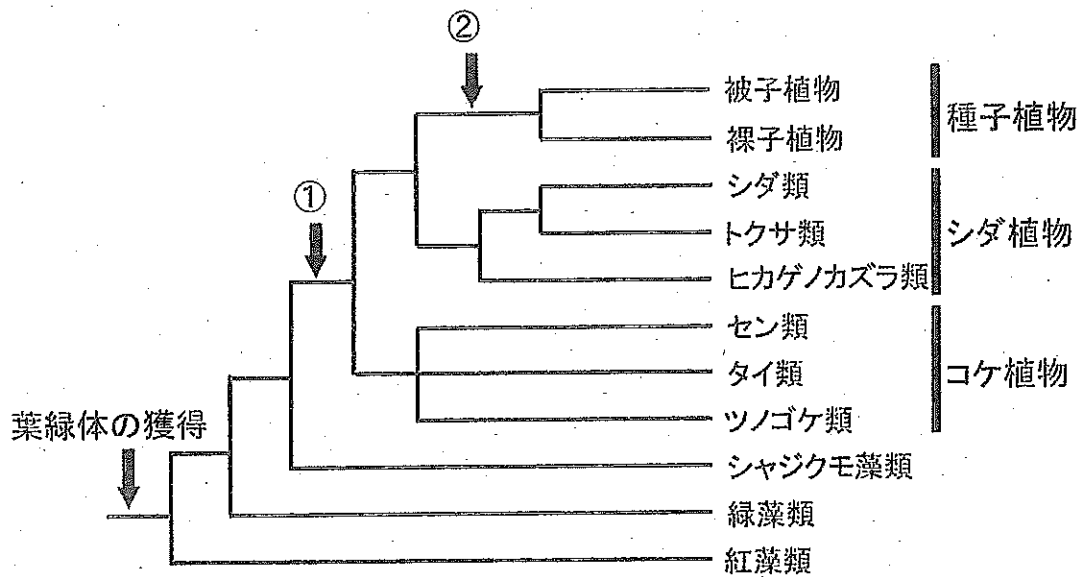 ②
被子植物
裸子植物
種子植物
①
シダ類
トクサ類
ヒカゲノカズラ類
シダ植物
セン類
タイ類
ツノゴケ類
コケ植物
葉緑体の獲得
シャジクモ藻類
緑藻類
紅藻類